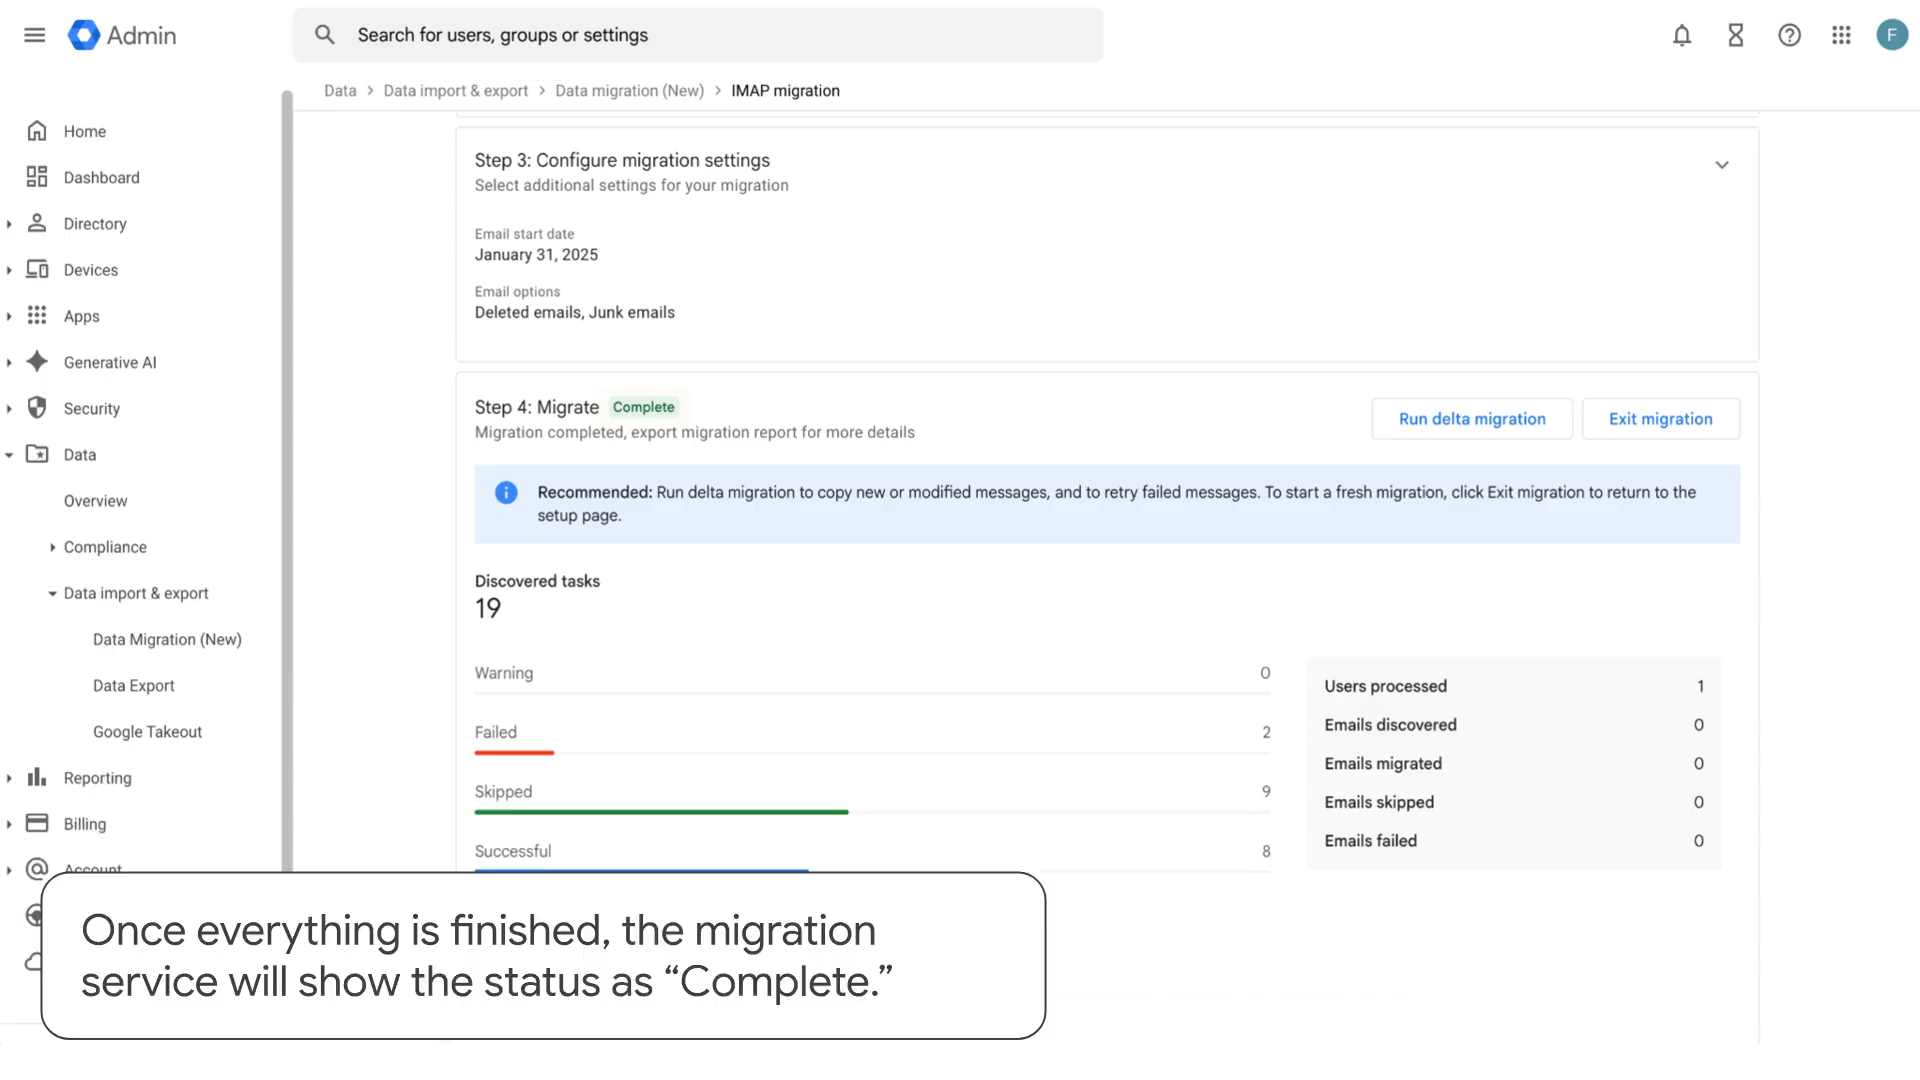 Admin
Search for users, groups or settings
F
Data > Data import & export > Data migration (New) > IMAP migration
Home
Dashboard
Directory
Devices
Apps
Generative AI
Security
Data
Overview
Compliance
Data import & export
Data Migration (New)
Data Export
Google Takeout
Reporting
Billing
Account
Step 3: Configure migration settings
Select additional settings for your migration
Email start date
January 31, 2025
Email options
Deleted emails, Junk emails
Step 4: Migrate Complete
Migration completed, export migration report for more details
Run delta migration
Exit migration
Recommended: Run delta migration to copy new or modified messages, and to retry failed messages. To start a fresh migration, click Exit migration to return to the
setup page.
Discovered tasks
19
Warning 0
Failed 2
Skipped 9
Successful 8
Users processed 1
Emails discovered 0
Emails migrated 0
Emails skipped 0
Emails failed 0
Once everything is finished, the migration
service will show the status as “Complete.”